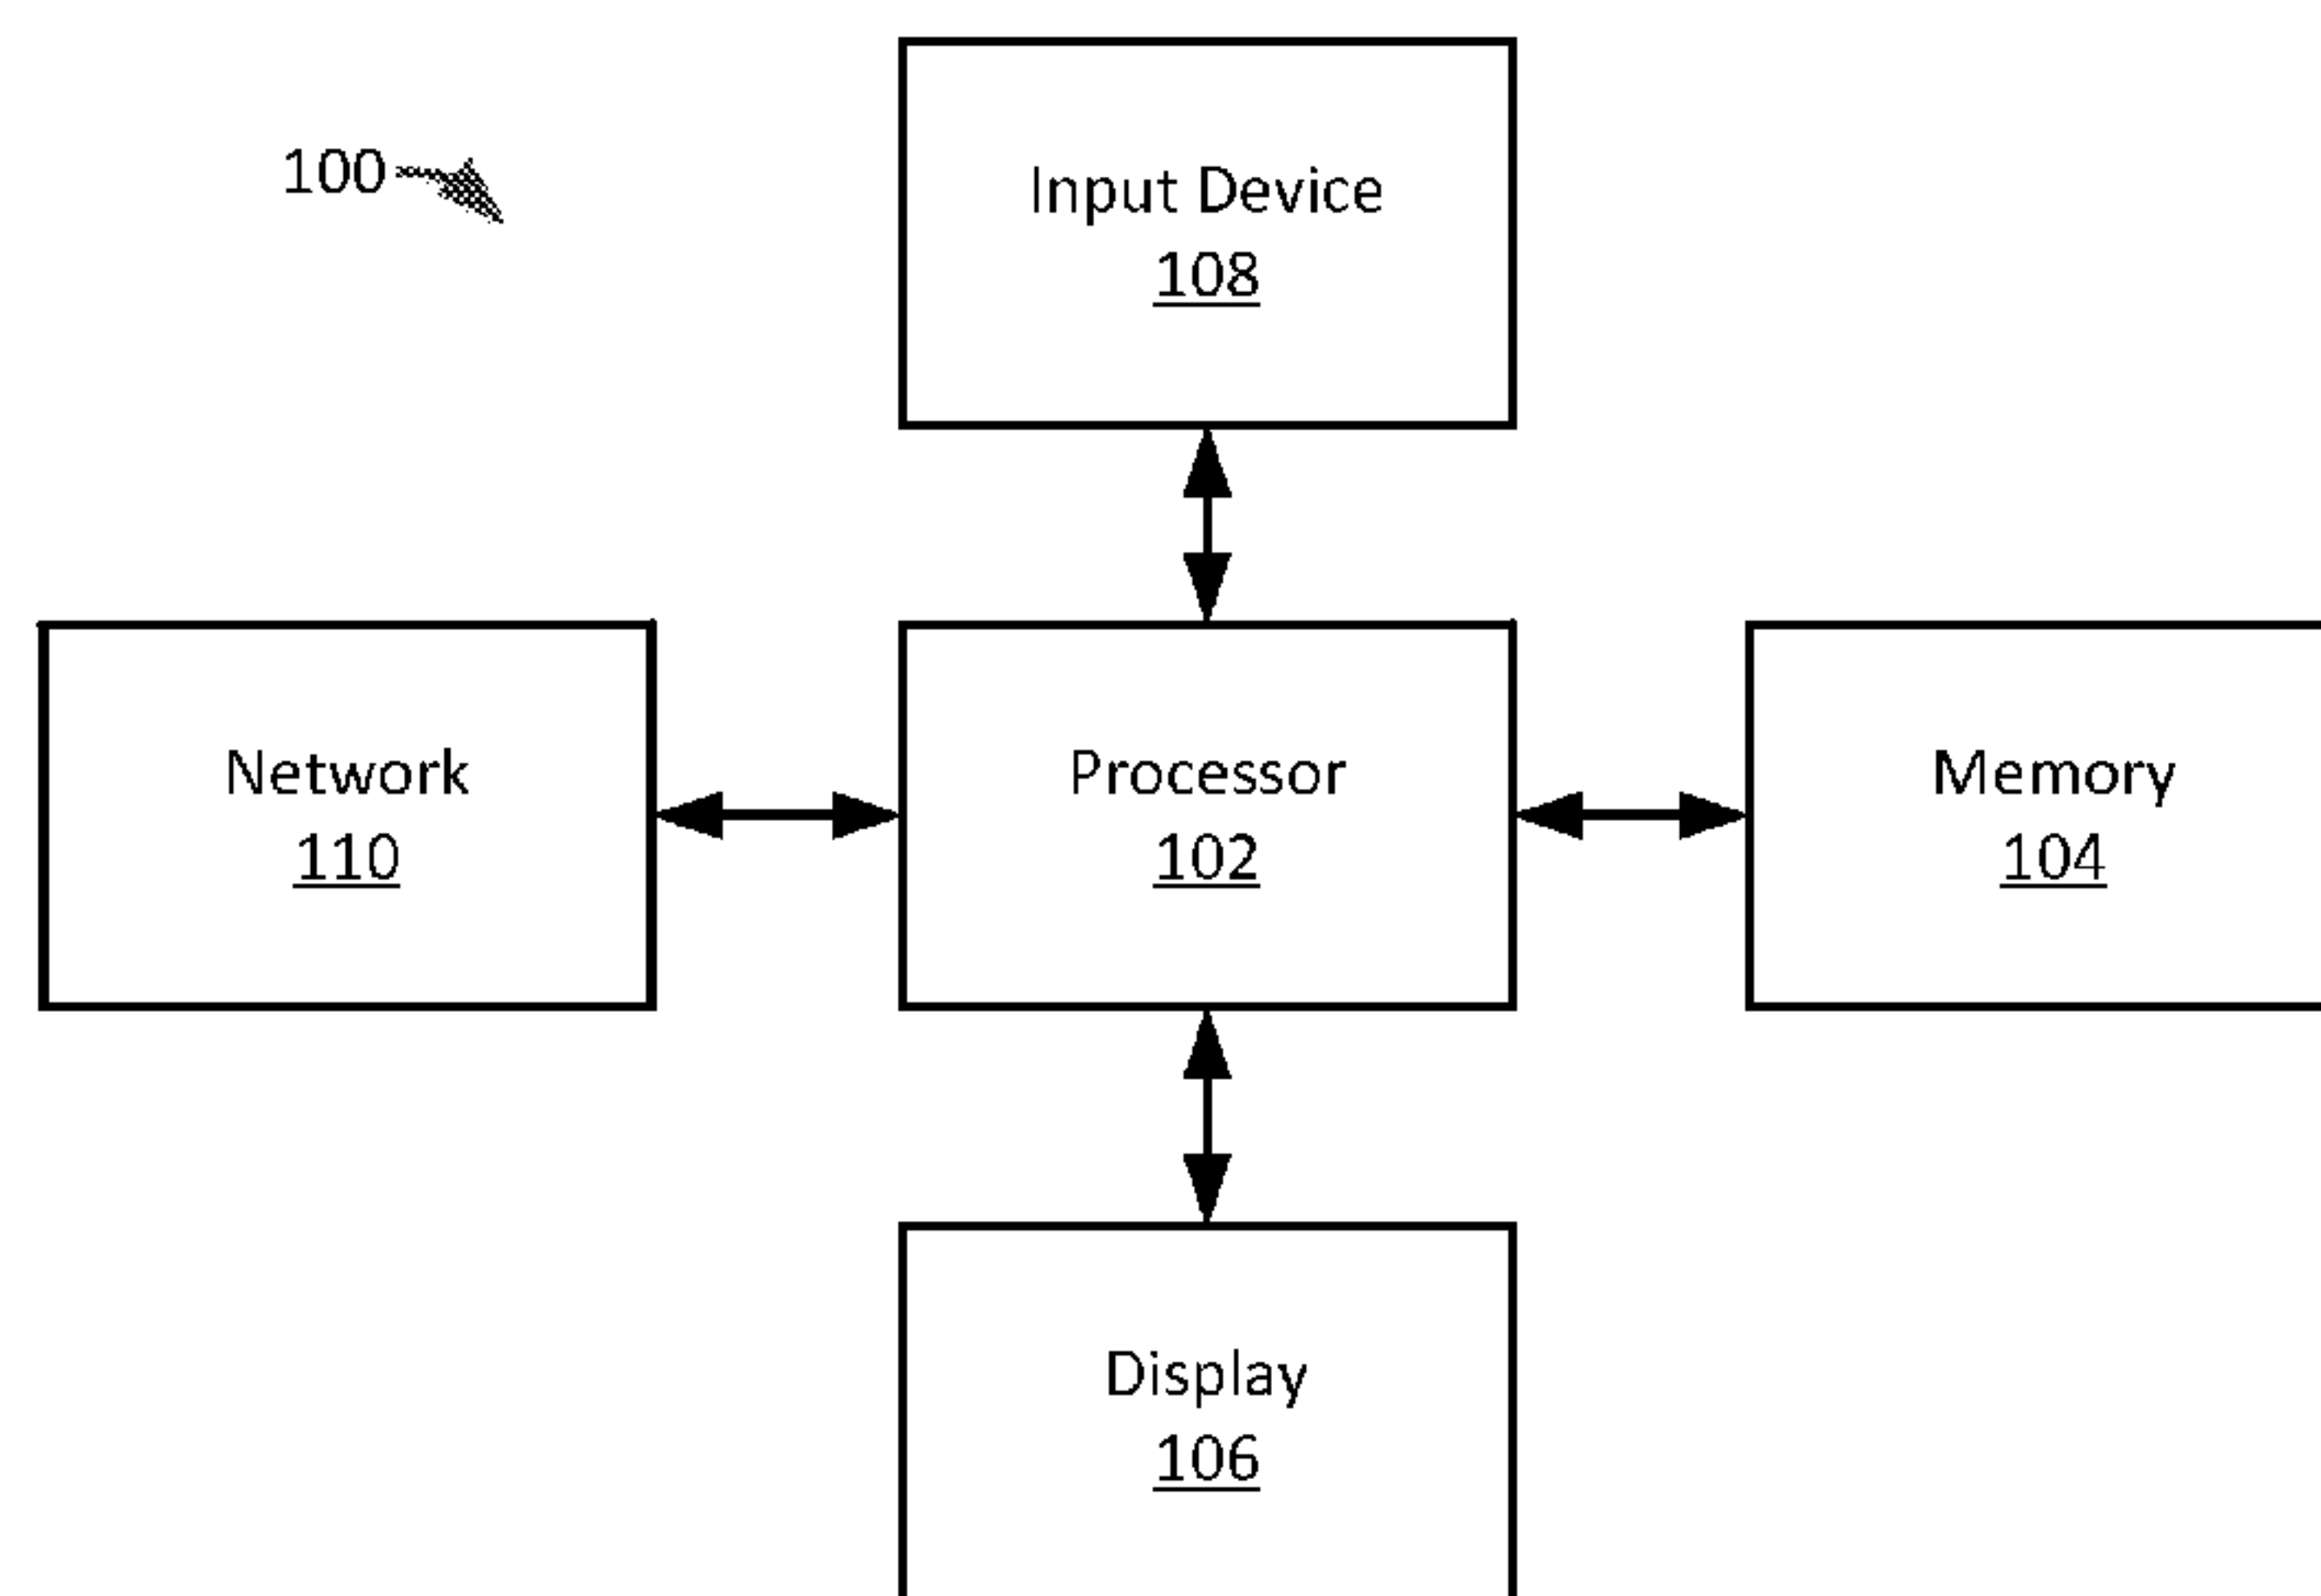 100
Input Device
108
Network
110
Processor
102
Memory
104
Display
106